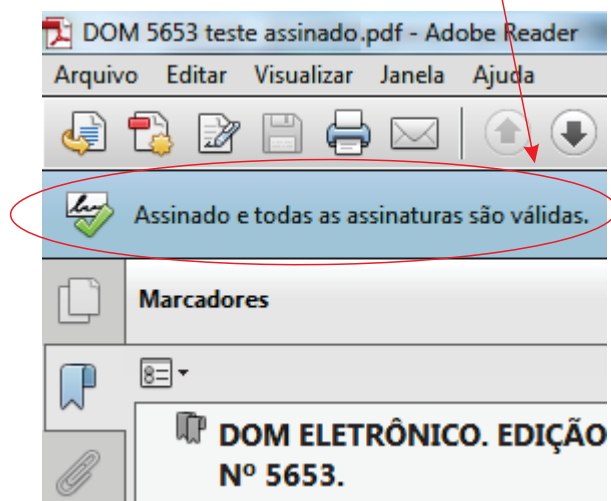 DOM 5653 teste assinado.pdf - Adobe Reader
Arquivo Editar Visualizar Janela Ajuda
Assinado e todas as assinaturas são válidas.
Marcadores
DOM ELETRÔNICO. EDIÇÃO
Nº 5653.